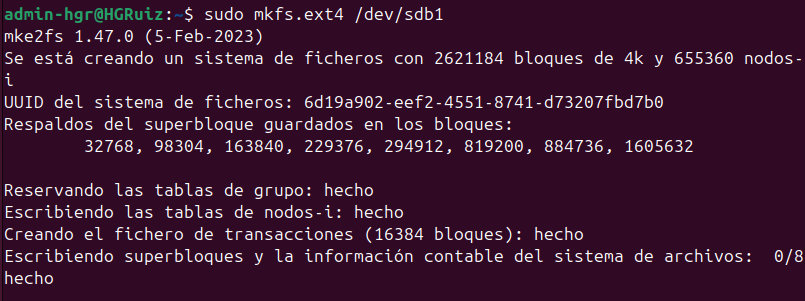 admin-hgr@HGRuiz:~$ sudo mkfs.ext4 /dev/sdb1
mke2fs 1.47.0 (5-Feb-2023)
Se está creando un sistema de ficheros con 2621184 bloques de 4k y 655360 nodos-
i
UUID del sistema de ficheros: 6d19a902-eef2-4551-8741-d73207fbd7b0
Respaldos del superbloque guardados en los bloques:
32768, 98304, 163840, 229376, 294912, 819200, 884736, 1605632
Reservando las tablas de grupo: hecho
Escribiendo las tablas de nodos-i: hecho
Creando el fichero de transacciones (16384 bloques): hecho
Escribiendo superbloques y la información contable del sistema de archivos:  0/8
hecho